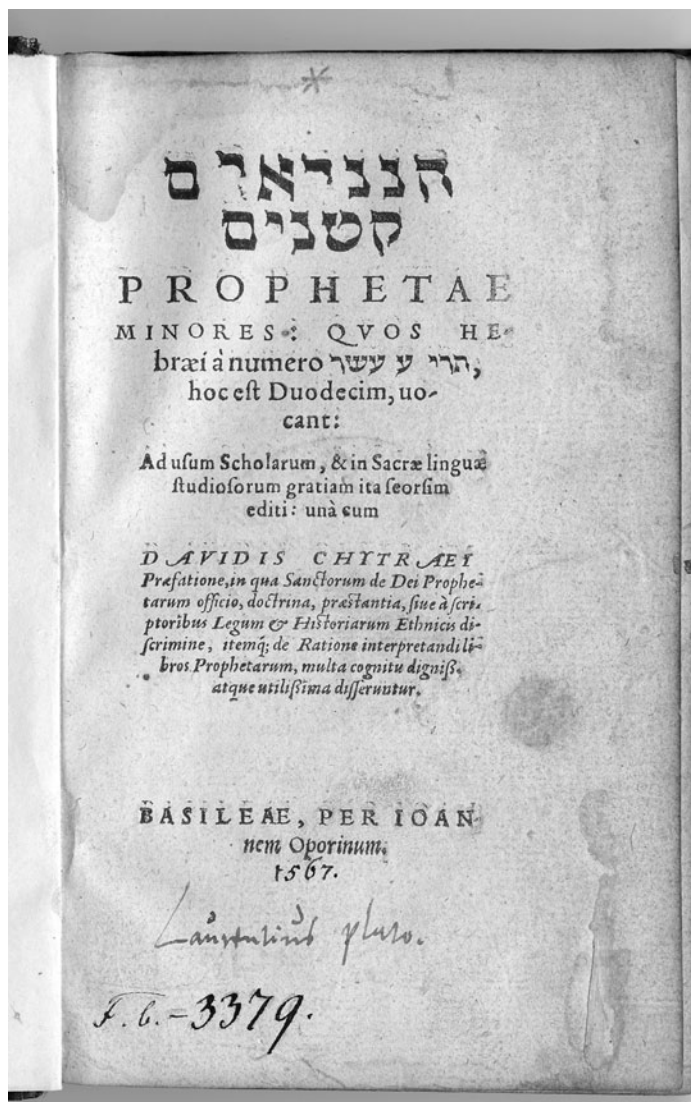 *
הנביאים
קטנים
PROPHETAE
MINORES: QVOS HE-
bræi à numero תרי עשר,
hoc est Duodecim, uo-
cant:
Ad usum Scholarum, & in Sacræ linguæ
studiosorum gratiam ita seorsim
editi: unà cum
DAVIDIS CHYTRAEI
Præfatione, in qua Sanctorum de Dei Prophe-
tarum officio, doctrina, præstantia, siue à scri-
ptoribus Legum & Historiarum Ethnicis di-
scrimine, itemq́; de Ratione interpretandi li-
bros Prophetarum, multa cognitu digniss.
atque utilissima disseruntur.
BASILEAE, PER IOAN-
nem Oporinum.
1567.
Laurentius pluto.
F. b. - 3379.